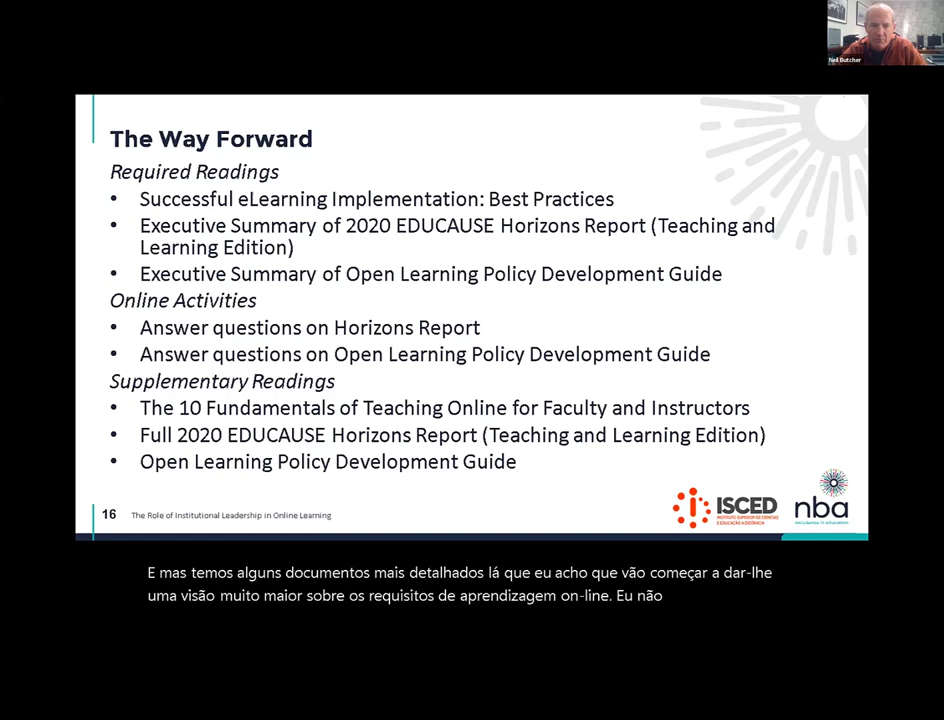 Neil Butcher
The Way Forward
Required Readings
• Successful eLearning Implementation: Best Practices
• Executive Summary of 2020 EDUCAUSE Horizons Report (Teaching and
Learning Edition)
• Executive Summary of Open Learning Policy Development Guide
Online Activities
• Answer questions on Horizons Report
• Answer questions on Open Learning Policy Development Guide
Supplementary Readings
• The 10 Fundamentals of Teaching Online for Faculty and Instructors
• Full 2020 EDUCAUSE Horizons Report (Teaching and Learning Edition)
• Open Learning Policy Development Guide
16 The Role of Institutional Leadership in Online Learning
ISCED
INSTITUTO SUPERIOR DE CIÊNCIAS
E EDUCAÇÃO A DISTÂNCIA
nba
E mas temos alguns documentos mais detalhados lá que eu acho que vão começar a dar-lhe
uma visão muito maior sobre os requisitos de aprendizagem on-line. Eu não